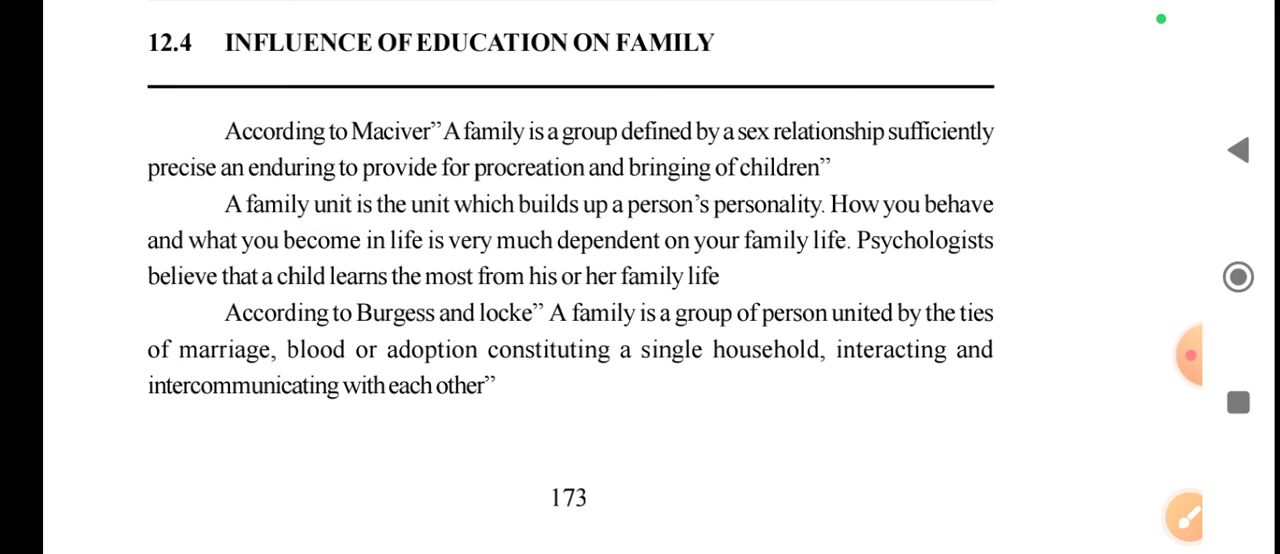 12.4 INFLUENCE OF EDUCATION ON FAMILY
According to Maciver” A family is a group defined by a sex relationship sufficiently
precise an enduring to provide for procreation and bringing of children”
A family unit is the unit which builds up a person’s personality. How you behave
and what you become in life is very much dependent on your family life. Psychologists
believe that a child learns the most from his or her family life
According to Burgess and locke” A family is a group of person united by the ties
of marriage, blood or adoption constituting a single household, interacting and
intercommunicating with each other”
173